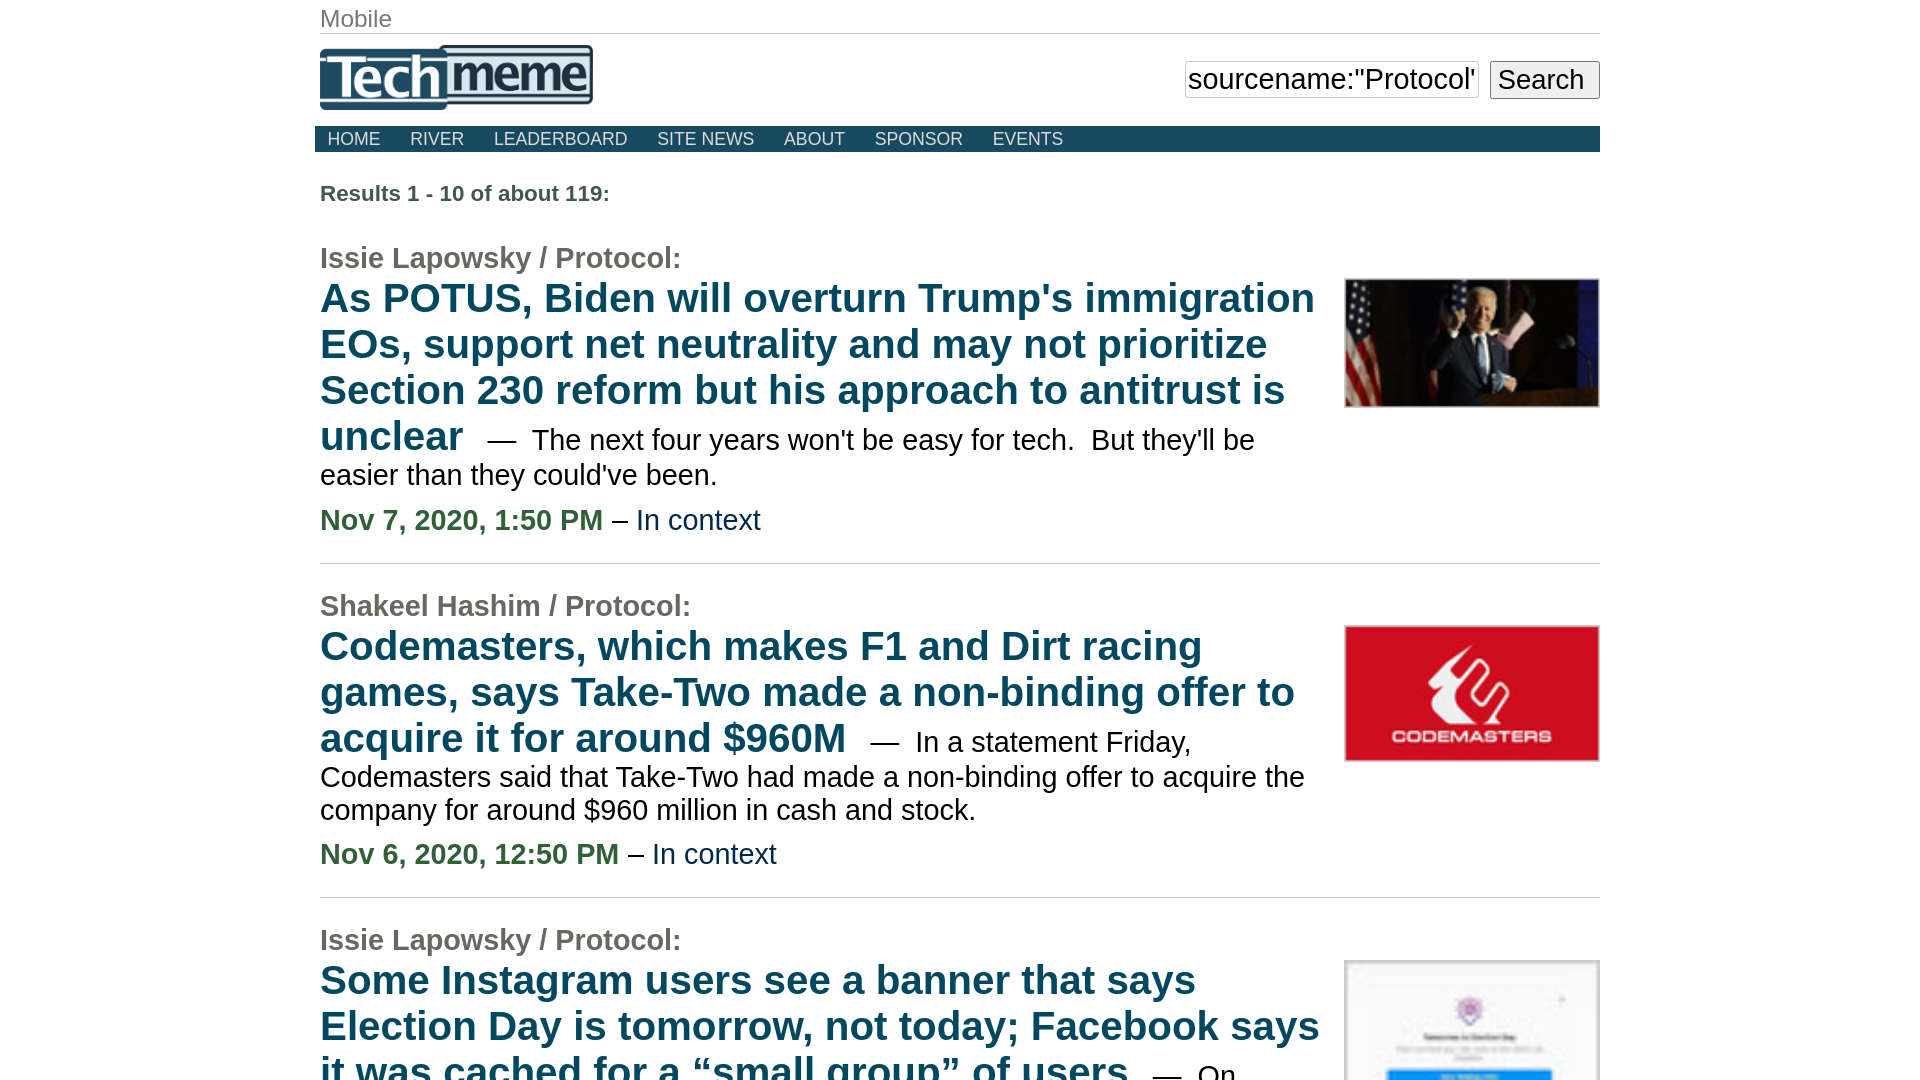 Mobile
Tech meme
sourcename:"Protocol"
Search
HOME RIVER LEADERBOARD SITE NEWS ABOUT SPONSOR EVENTS
Results 1 - 10 of about 119:
Issie Lapowsky / Protocol:
As POTUS, Biden will overturn Trump's immigration
EOs, support net neutrality and may not prioritize
Section 230 reform but his approach to antitrust is
unclear — The next four years won't be easy for tech. But they'll be
easier than they could've been.
Nov 7, 2020, 1:50 PM – In context
Shakeel Hashim / Protocol:
Codemasters, which makes F1 and Dirt racing
games, says Take-Two made a non-binding offer to
acquire it for around $960M — In a statement Friday,
Codemasters said that Take-Two had made a non-binding offer to acquire the
company for around $960 million in cash and stock.
CODEMASTERS
Nov 6, 2020, 12:50 PM – In context
Issie Lapowsky / Protocol:
Some Instagram users see a banner that says
Election Day is tomorrow, not today; Facebook says
it was cached for a “small group” of users — On